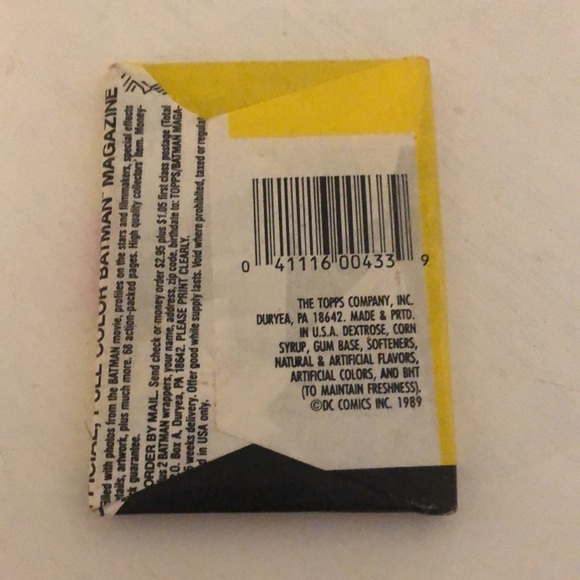 FULL COLOR BATMAN™ MAGAZINE
filled with photos from the BATMAN movie, profiles on the stars and filmmakers, special effects
details, artwork, plus much more. 68 action-packed pages. High quality collectors' item. Money-
guarantee.
ORDER BY MAIL. Send check or money order $2.95 plus $1.05 first class postage (Total
plus 2 BATMAN wrappers, your name, address, zip code, birthdate to: TOPPS/BATMAN MAGA-
P.O. Box A, Duryea, PA 18642. PLEASE PRINT CLEARLY.
6 weeks delivery. Offer good while supply lasts. Void where prohibited, taxed or regular
in USA only.
0 41116 00433 9
THE TOPPS COMPANY, INC.
DURYEA, PA 18642. MADE & PRTD.
IN U.S.A. DEXTROSE, CORN
SYRUP, GUM BASE, SOFTENERS,
NATURAL & ARTIFICIAL FLAVORS,
ARTIFICIAL COLORS, AND BHT
(TO MAINTAIN FRESHNESS).
©DC COMICS INC. 1989